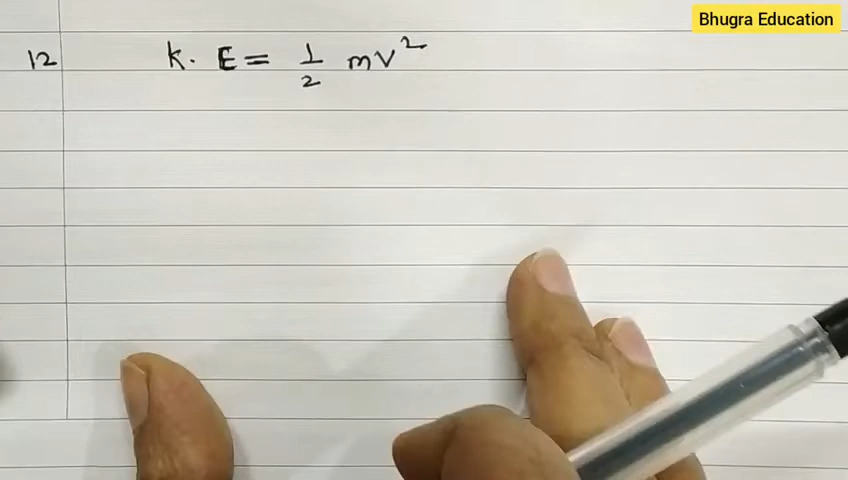 Bhugra Education
12 K. E = 1/2 mv²